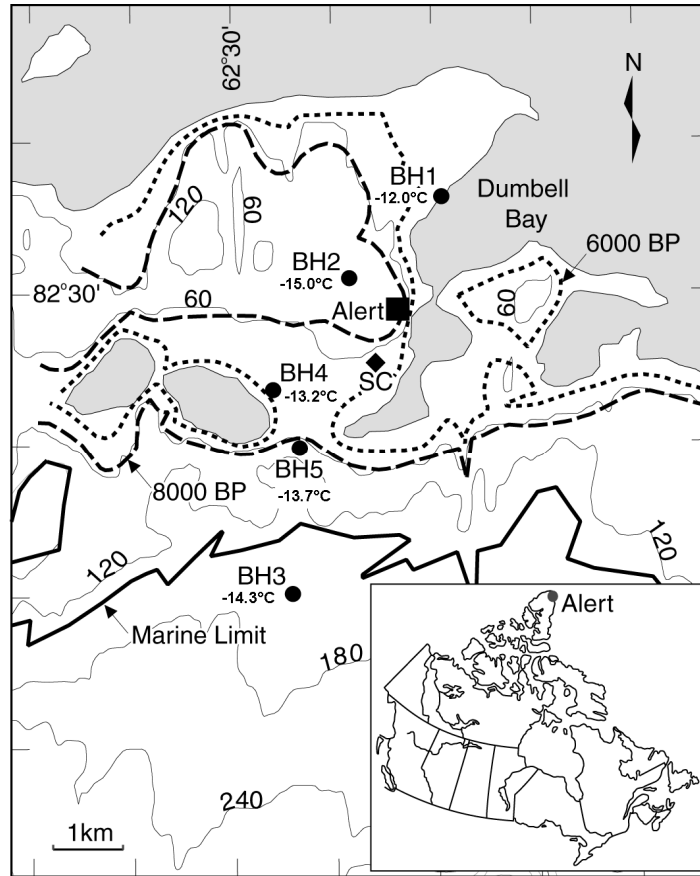 62°30'
N
BH1
-12.0°C
Dumbell
Bay
120
60
6000 BP
BH2
-15.0°C
82°30'
60
Alert
60
SC
BH4
-13.2°C
BH5
-13.7°C
8000 BP
120
120
BH3
-14.3°C
Marine Limit
Alert
180
240
1km